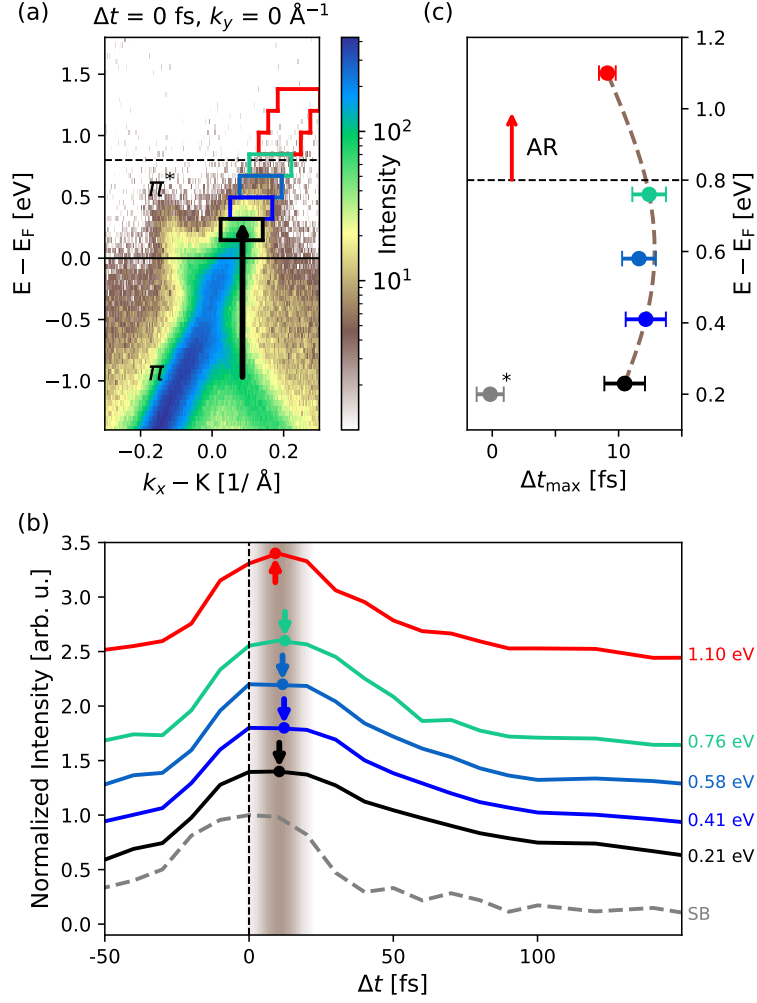 (a)
Δt = 0 fs, k_y = 0 Å⁻¹
1.5
1.0
0.5
0.0
−0.5
−1.0
E − E_F [eV]
π*
π
−0.2
0.0
0.2
k_x − K [1/ Å]
10²
10¹
Intensity
(c)
AR
*
1.2
1.0
0.8
0.6
0.4
0.2
E − E_F [eV]
0
10
Δt_max [fs]
(b)
3.5
3.0
2.5
2.0
1.5
1.0
0.5
0.0
Normalized Intensity [arb. u.]
1.10 eV
0.76 eV
0.58 eV
0.41 eV
0.21 eV
SB
-50
0
50
100
Δt [fs]